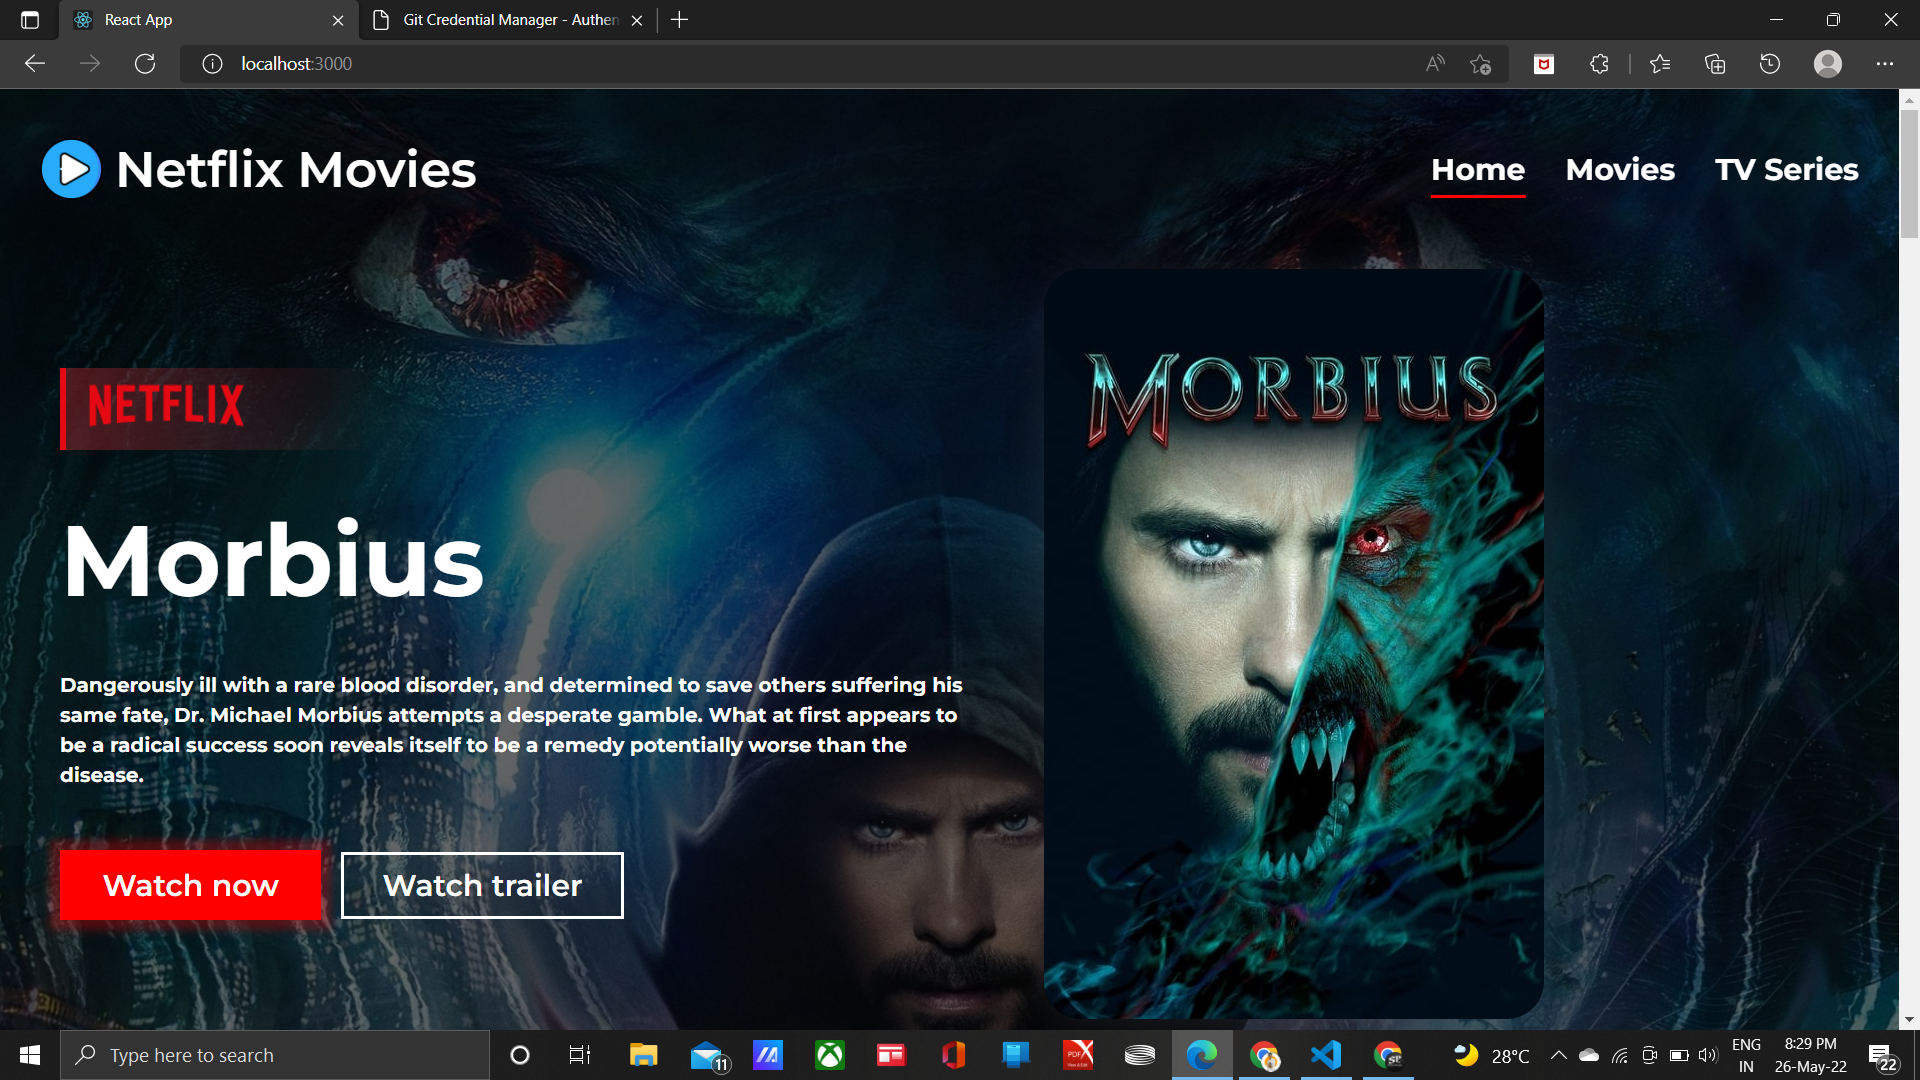 React App
Git Credential Manager - Authen
localhost:3000
Netflix Movies
Home
Movies
TV Series
NETFLIX
MORBIUS
Morbius
Dangerously ill with a rare blood disorder, and determined to save others suffering his
same fate, Dr. Michael Morbius attempts a desperate gamble. What at first appears to
be a radical success soon reveals itself to be a remedy potentially worse than the
disease.
Watch now
Watch trailer
Type here to search
11
PDF
28°C
ENG
IN
8:29 PM
26-May-22
22